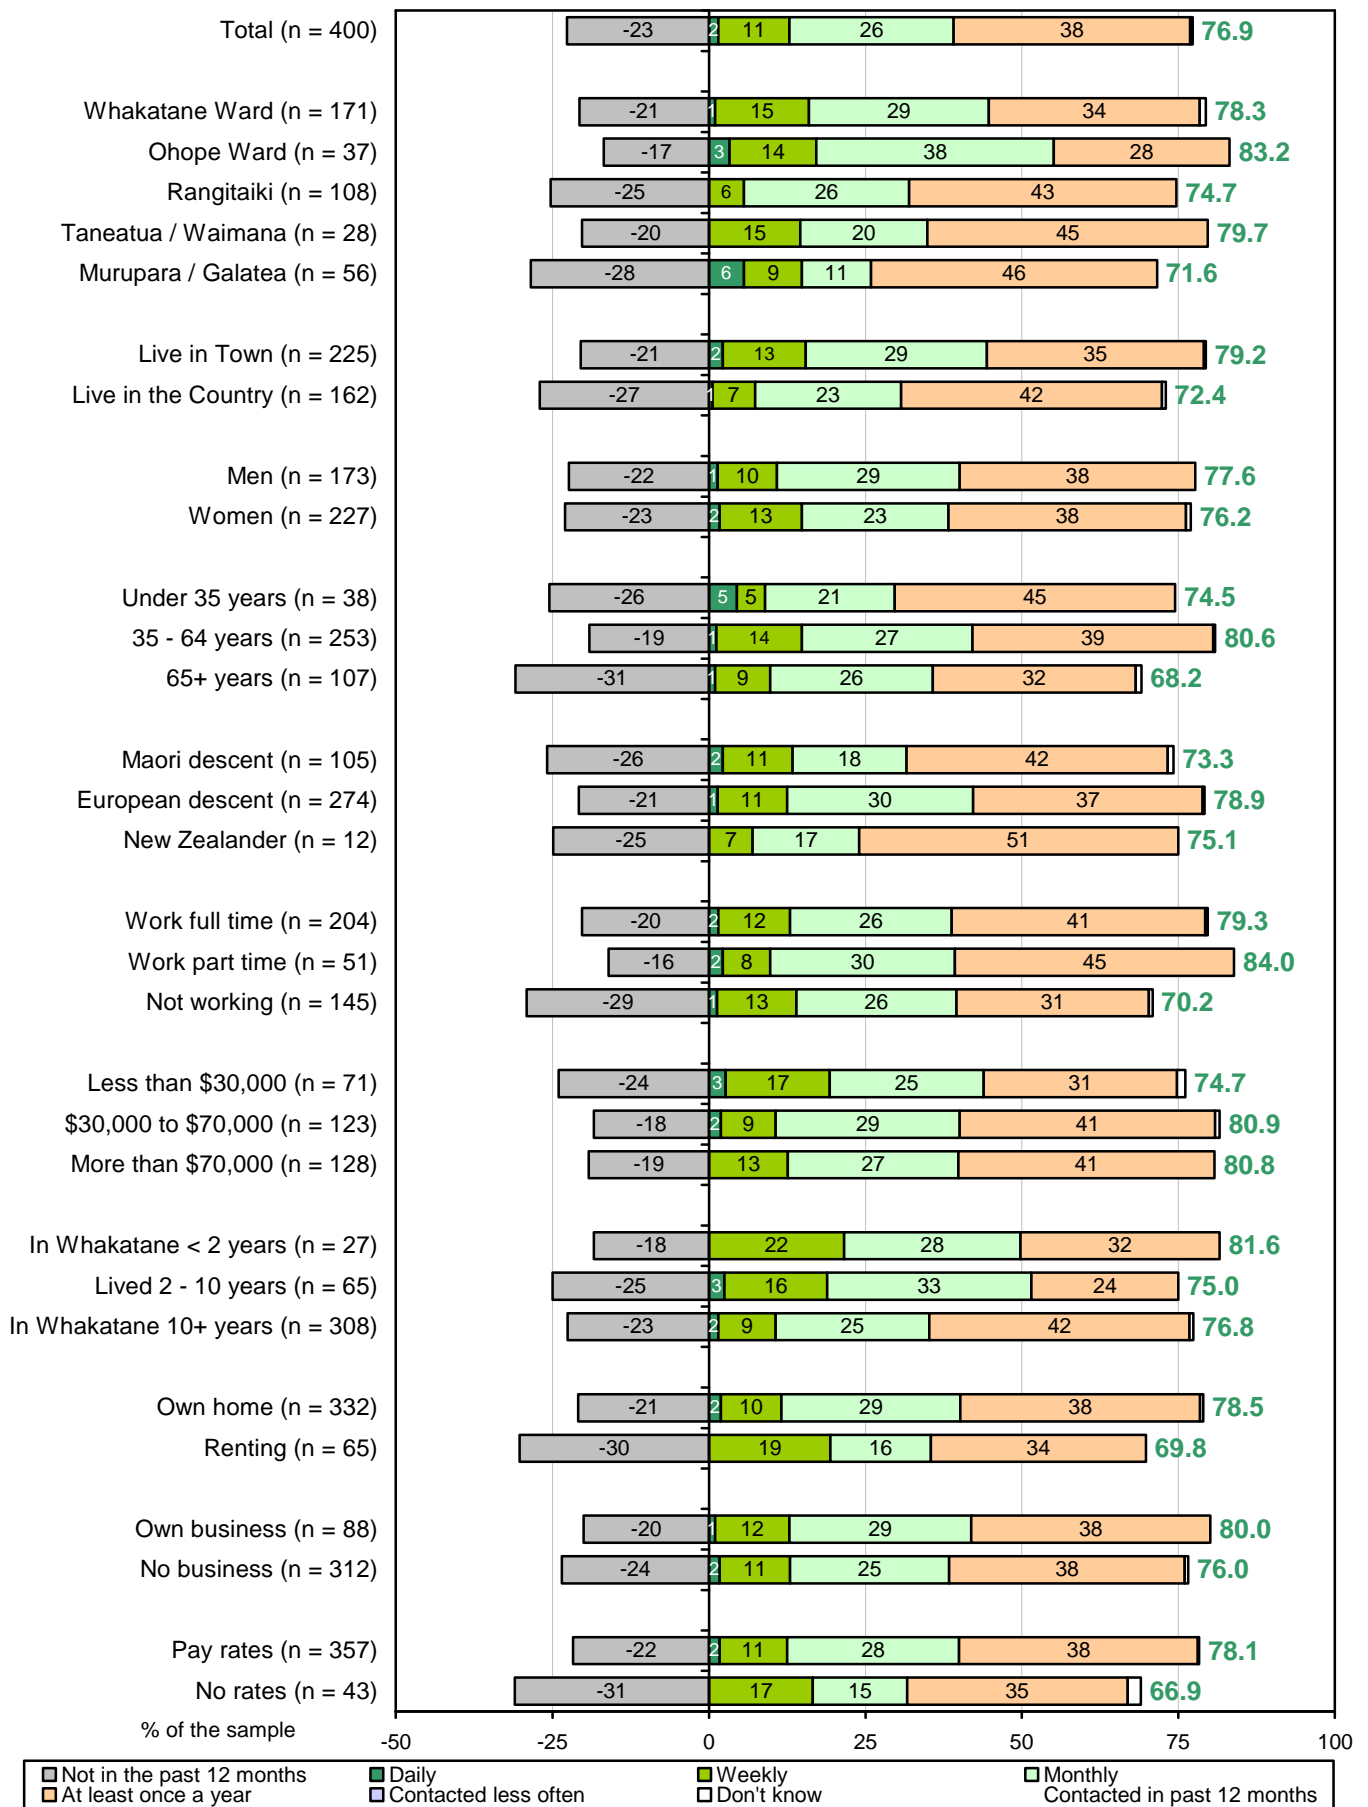 Total (n = 400) -23 2 11 26 38 76.9
Whakatane Ward (n = 171) -21 1 15 29 34 78.3
Ohope Ward (n = 37) -17 3 14 38 28 83.2
Rangitaiki (n = 108) -25 6 26 43 74.7
Taneatua / Waimana (n = 28) -20 15 20 45 79.7
Murupara / Galatea (n = 56) -28 6 9 11 46 71.6
Live in Town (n = 225) -21 2 13 29 35 79.2
Live in the Country (n = 162) -27 1 7 23 42 72.4
Men (n = 173) -22 1 10 29 38 77.6
Women (n = 227) -23 2 13 23 38 76.2
Under 35 years (n = 38) -26 5 5 21 45 74.5
35 - 64 years (n = 253) -19 1 14 27 39 80.6
65+ years (n = 107) -31 1 9 26 32 68.2
Maori descent (n = 105) -26 2 11 18 42 73.3
European descent (n = 274) -21 1 11 30 37 78.9
New Zealander (n = 12) -25 7 17 51 75.1
Work full time (n = 204) -20 2 12 26 41 79.3
Work part time (n = 51) -16 2 8 30 45 84.0
Not working (n = 145) -29 1 13 26 31 70.2
Less than $30,000 (n = 71) -24 3 17 25 31 74.7
$30,000 to $70,000 (n = 123) -18 2 9 29 41 80.9
More than $70,000 (n = 128) -19 13 27 41 80.8
In Whakatane < 2 years (n = 27) -18 22 28 32 81.6
Lived 2 - 10 years (n = 65) -25 3 16 33 24 75.0
In Whakatane 10+ years (n = 308) -23 2 9 25 42 76.8
Own home (n = 332) -21 2 10 29 38 78.5
Renting (n = 65) -30 19 16 34 69.8
Own business (n = 88) -20 1 12 29 38 80.0
No business (n = 312) -24 2 11 25 38 76.0
Pay rates (n = 357) -22 2 11 28 38 78.1
No rates (n = 43) -31 17 15 35 66.9
% of the sample -50 -25 0 25 50 75 100
Not in the past 12 months Daily Weekly Monthly
At least once a year Contacted less often Don't know Contacted in past 12 months